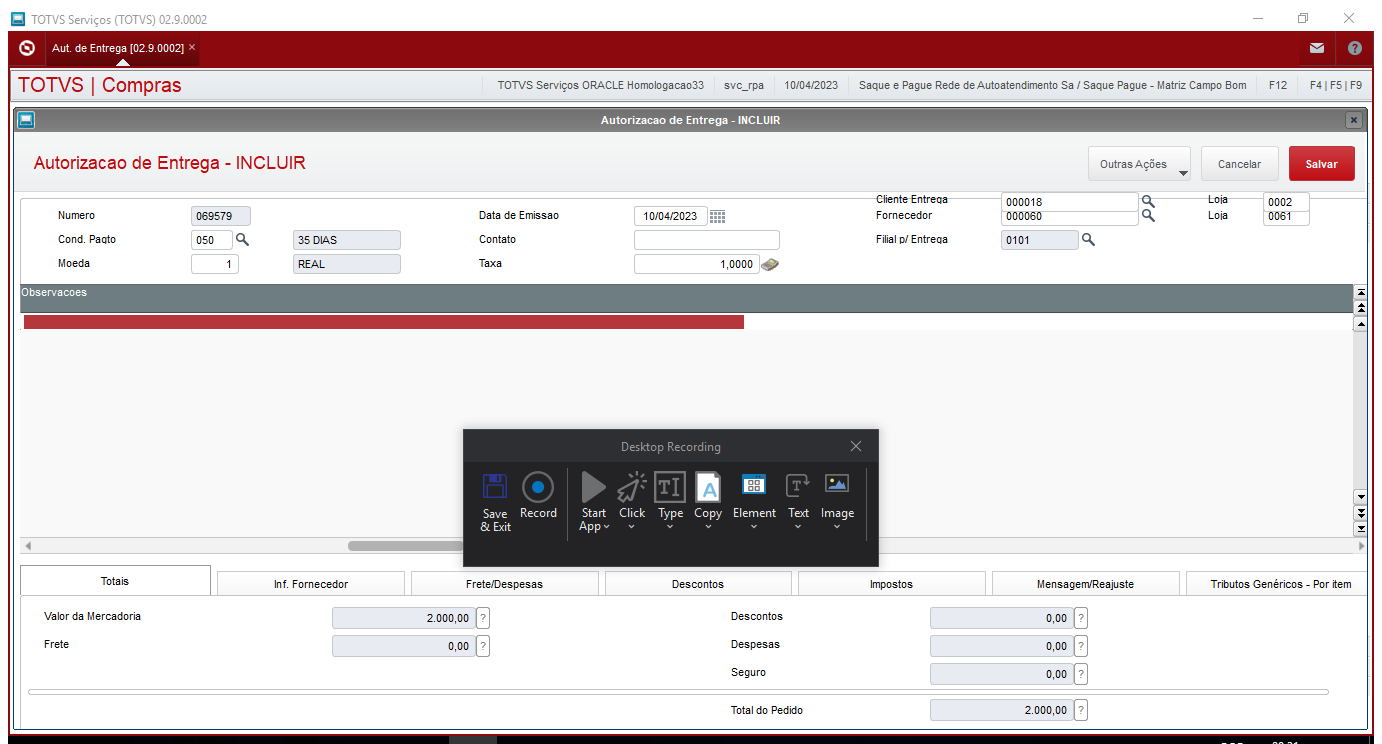 TOTVS Serviços (TOTVS) 02.9.0002
Aut. de Entrega [02.9.0002] ×
TOTVS | Compras
TOTVS Serviços ORACLE Homologacao33 svc_rpa 10/04/2023 Saque e Pague Rede de Autoatendimento Sa / Saque Pague - Matriz Campo Bom F12 F4 | F5 | F9
Autorizacao de Entrega - INCLUIR
Autorizacao de Entrega - INCLUIR
Outras Ações Cancelar Salvar
Cliente Entrega 000018 Loja 0002
Numero 069579 Data de Emissao 10/04/2023 Fornecedor 000060 Loja 0061
Cond. Pagto 050 35 DIAS Contato Filial p/ Entrega 0101
Moeda 1 REAL Taxa 1,0000
Observacoes
Desktop Recording
Save & Exit Record Start App Click Type Copy Element Text Image
Totais Inf. Fornecedor Frete/Despesas Descontos Impostos Mensagem/Reajuste Tributos Genéricos - Por item
Valor da Mercadoria 2.000,00 ? Descontos 0,00 ?
Frete 0,00 ? Despesas 0,00 ?
Seguro 0,00 ?
Total do Pedido 2.000,00 ?